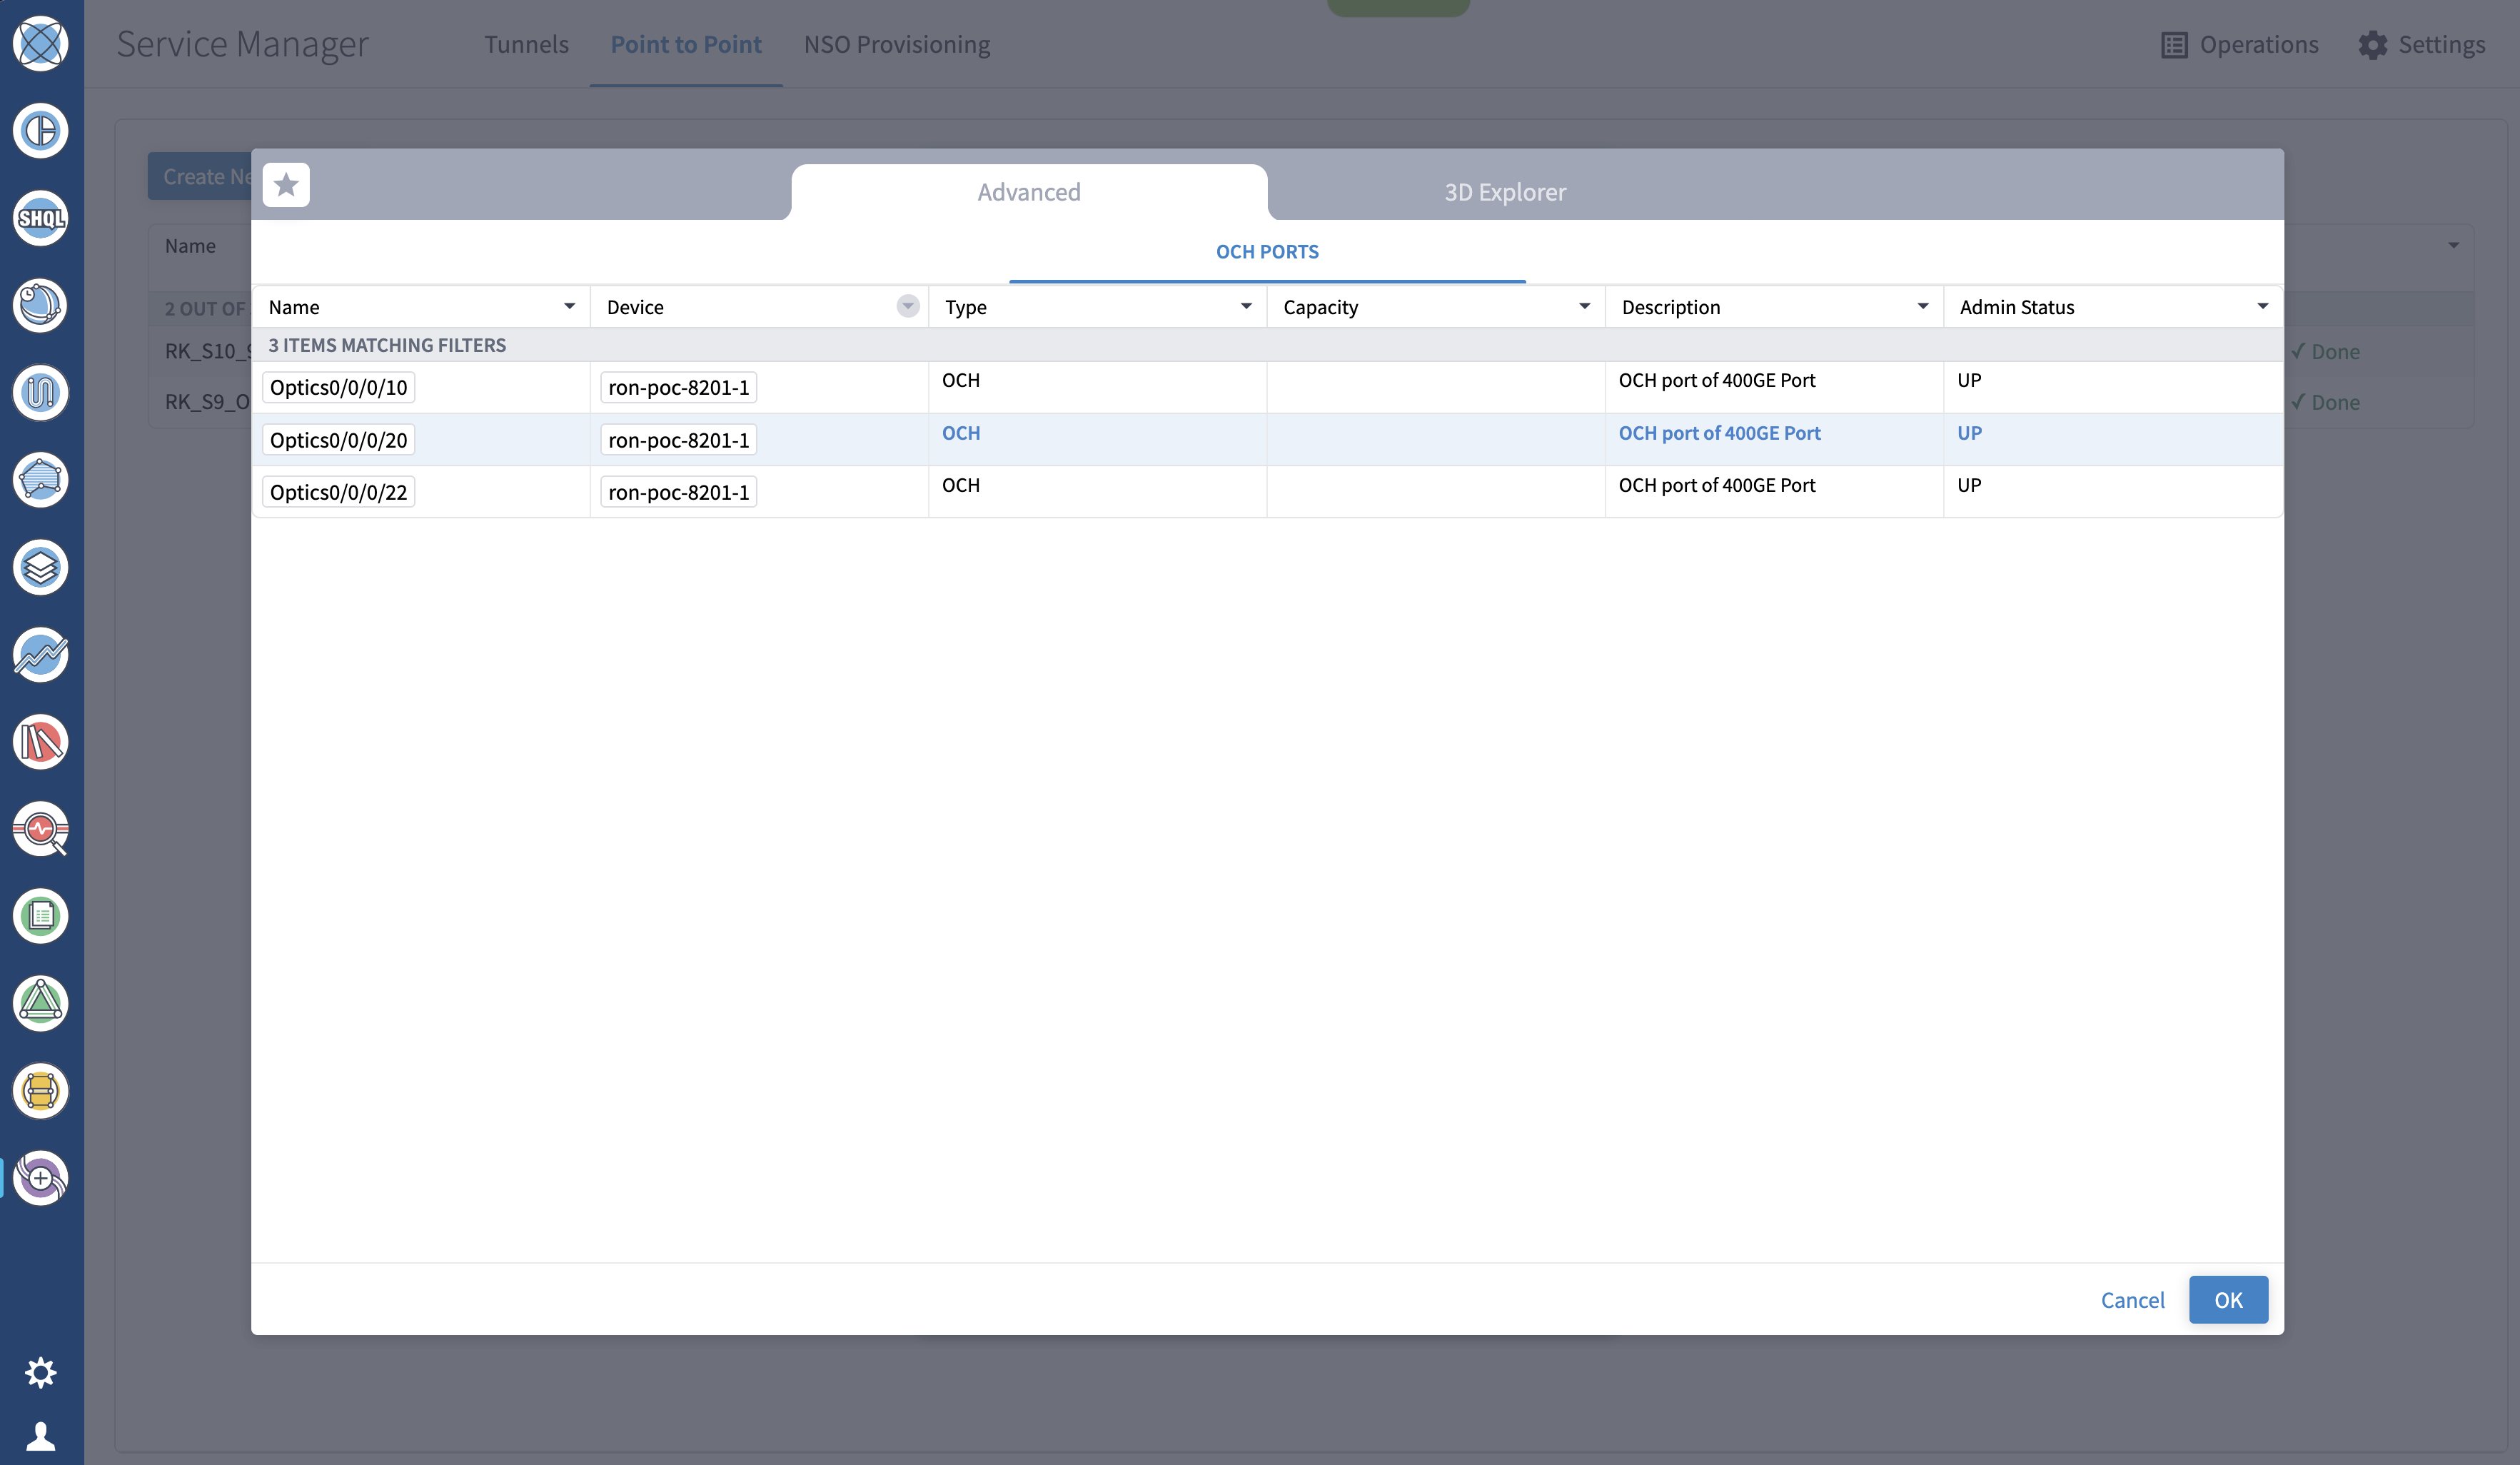 Service Manager
Tunnels
Point to Point
NSO Provisioning
Operations
Settings
SHQL
Create
Advanced
3D Explorer
OCH PORTS
Name
Name
Device
Type
Capacity
Description
Admin Status
2 OUT OF
3 ITEMS MATCHING FILTERS
Optics0/0/0/10
ron-poc-8201-1
OCH
OCH port of 400GE Port
UP
✓ Done
Optics0/0/0/20
ron-poc-8201-1
OCH
OCH port of 400GE Port
UP
✓ Done
Optics0/0/0/22
ron-poc-8201-1
OCH
OCH port of 400GE Port
UP
Cancel
OK